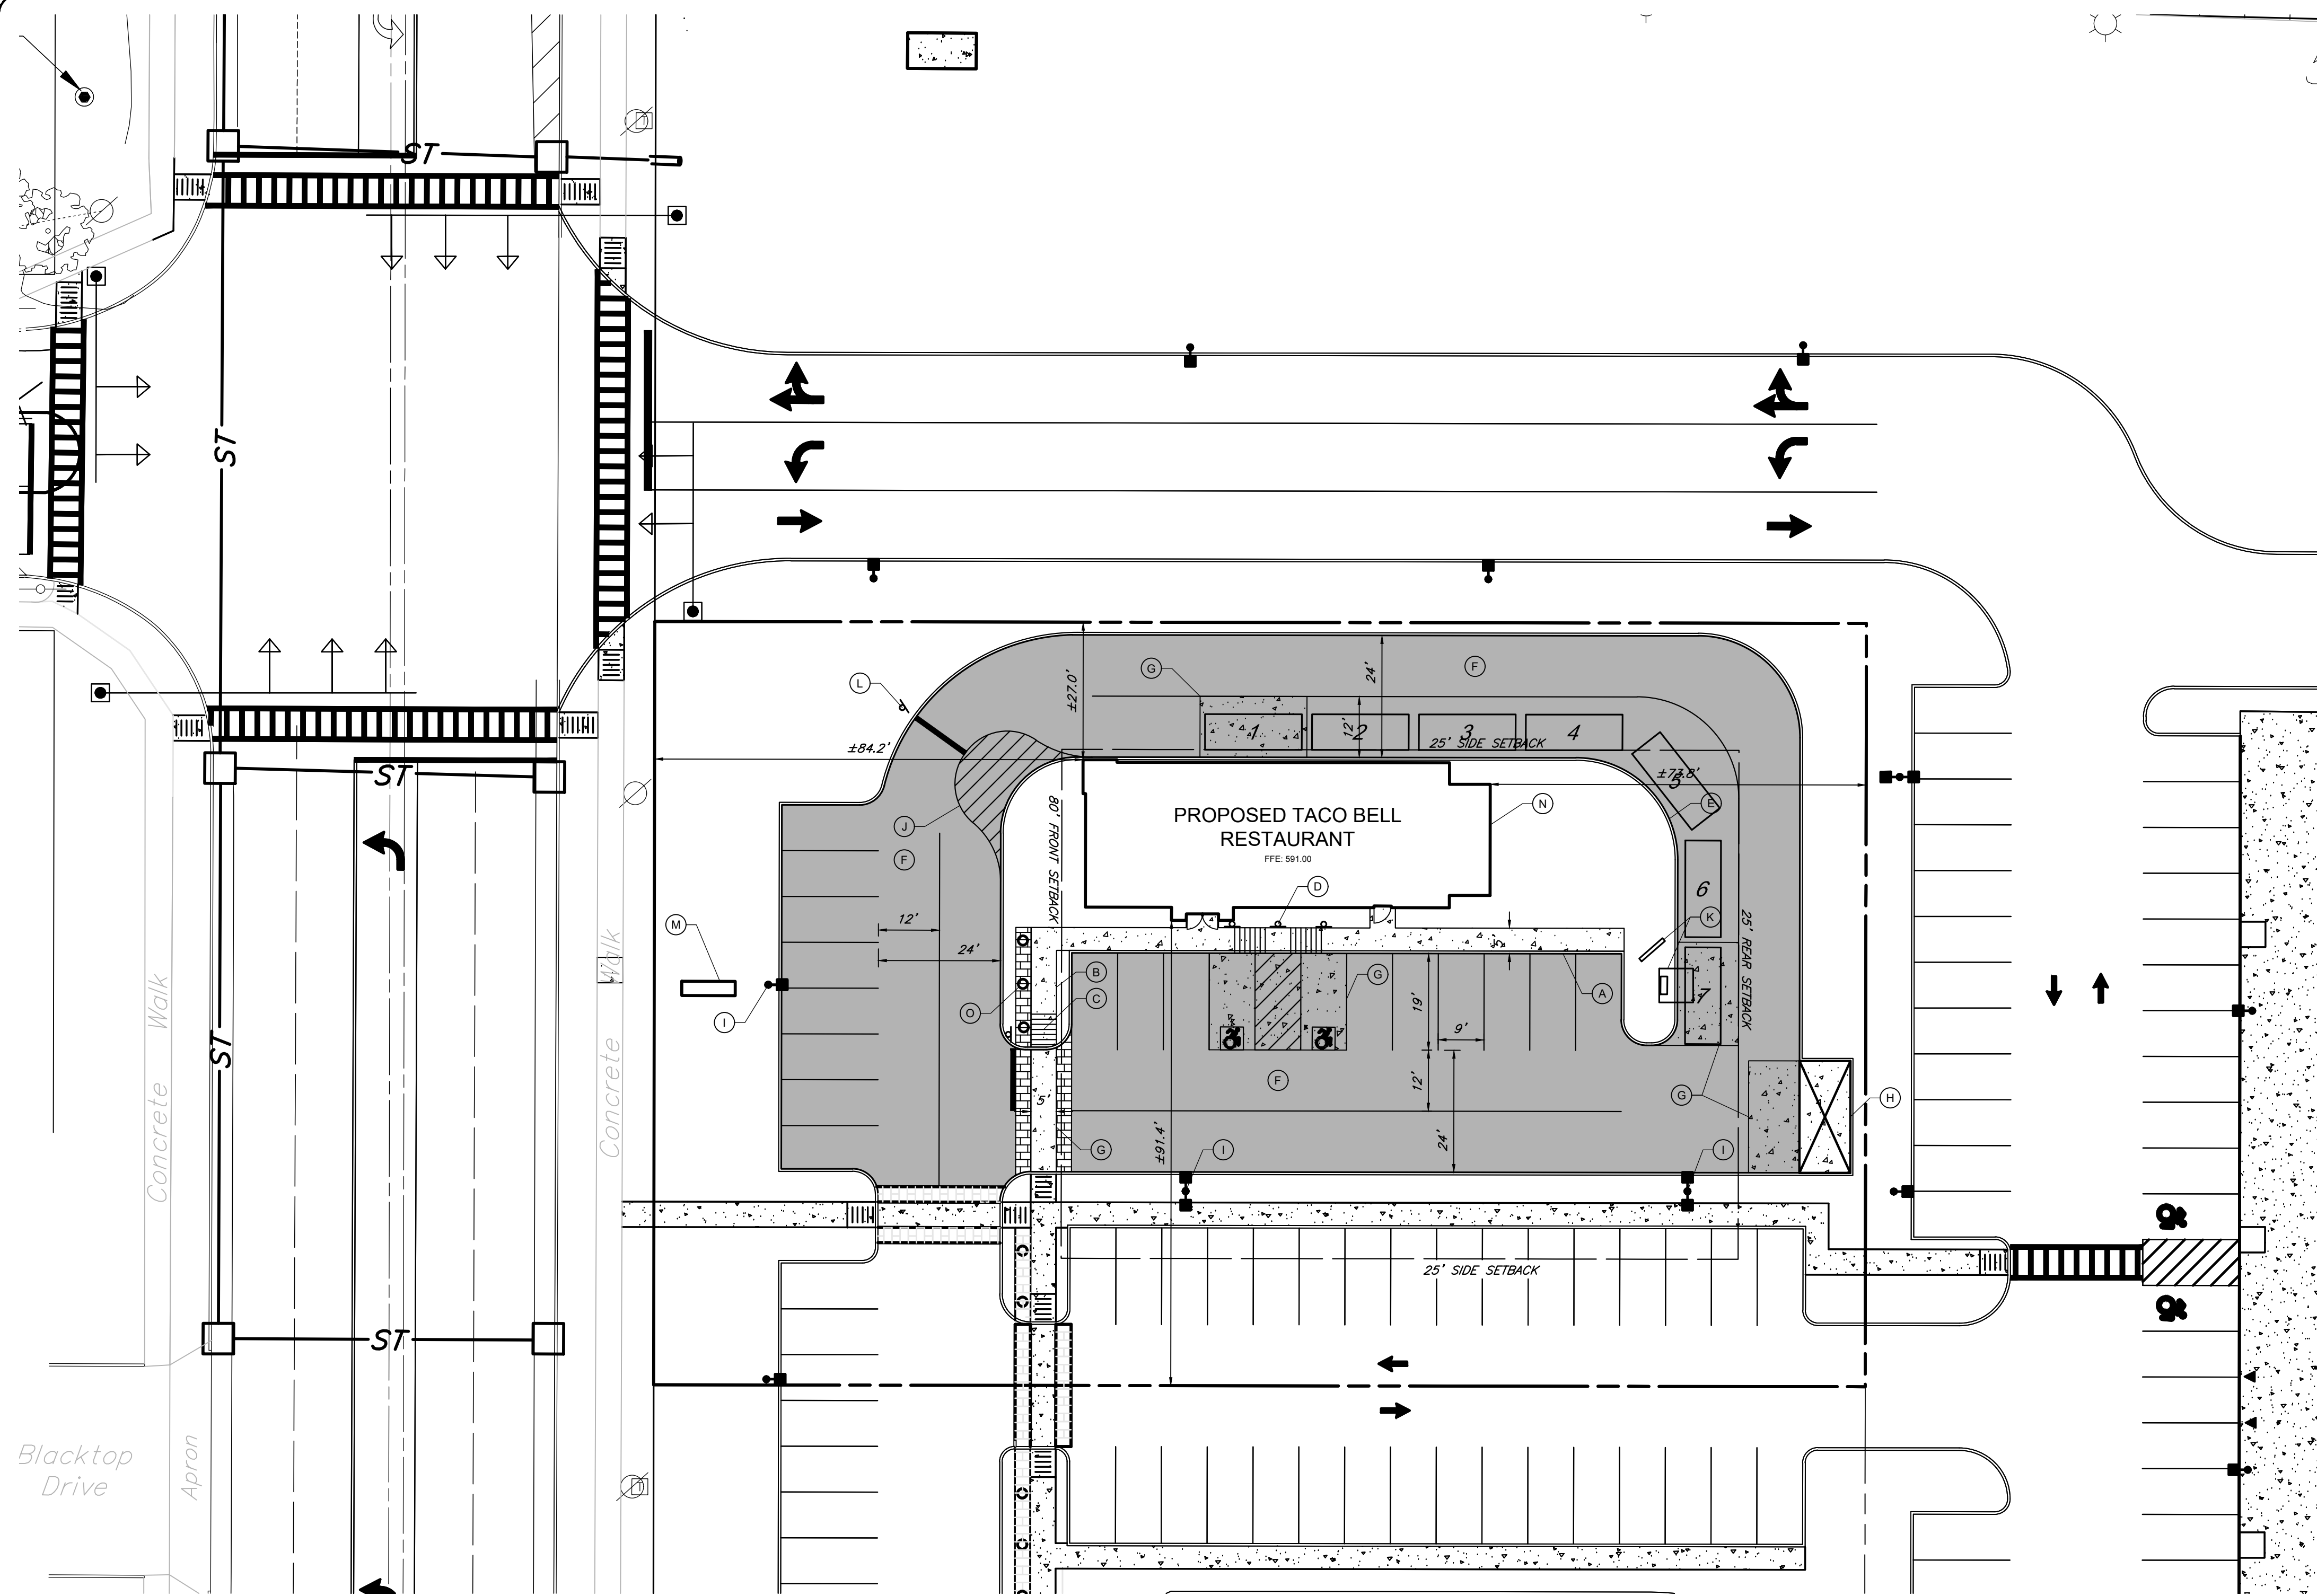 ST
ST
L
G
F
±27.0'
24'
±84.2'
12'
1
2
3
4
25' SIDE SETBACK
5
±73.8'
ST
J
F
80' FRONT SETBACK
PROPOSED TACO BELL
RESTAURANT
FFE: 591.00
N
E
D
6
K
25' REAR SETBACK
M
12'
24'
5'
B
C
G
A
7
O
I
19'
9'
Concrete Walk
ST
Concrete Walk
F
12'
5'
G
H
±91.4'
24'
G
I
I
25' SIDE SETBACK
ST
Blacktop
Drive
Apron